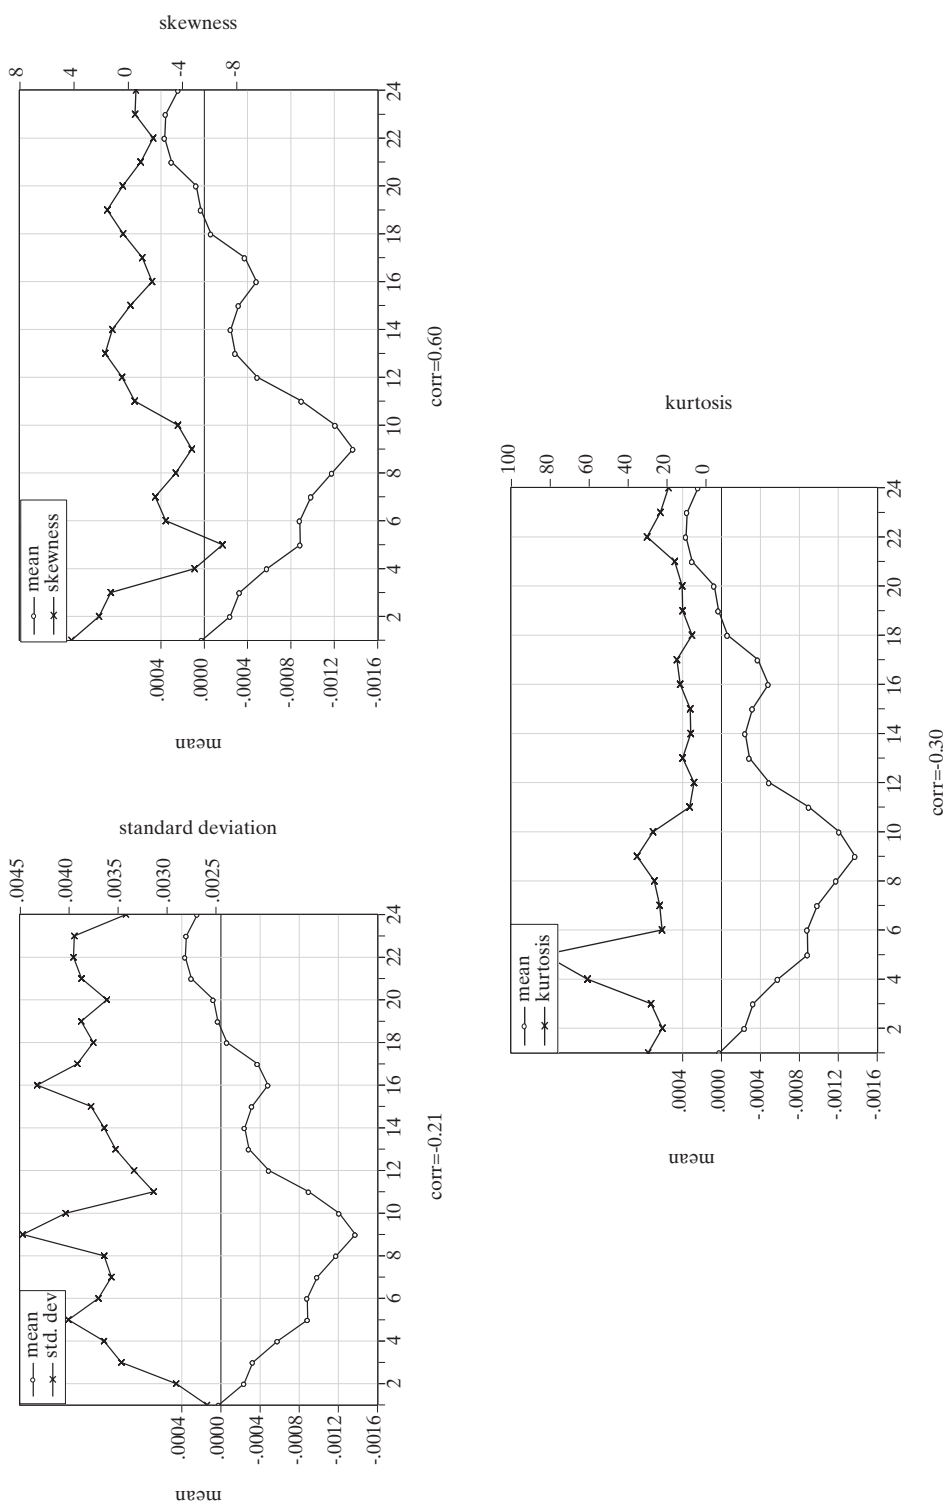 mean
std. dev
mean
standard deviation
.0004
.0000
-.0004
-.0008
-.0012
-.0016
.0045
.0040
.0035
.0030
.0025
2 4 6 8 10 12 14 16 18 20 22 24
corr=-0.21
mean
skewness
mean
skewness
.0004
.0000
-.0004
-.0008
-.0012
-.0016
8
4
0
-4
-8
2 4 6 8 10 12 14 16 18 20 22 24
corr=0.60
mean
kurtosis
mean
kurtosis
.0004
.0000
-.0004
-.0008
-.0012
-.0016
100
80
60
40
20
0
2 4 6 8 10 12 14 16 18 20 22 24
corr=-0.30